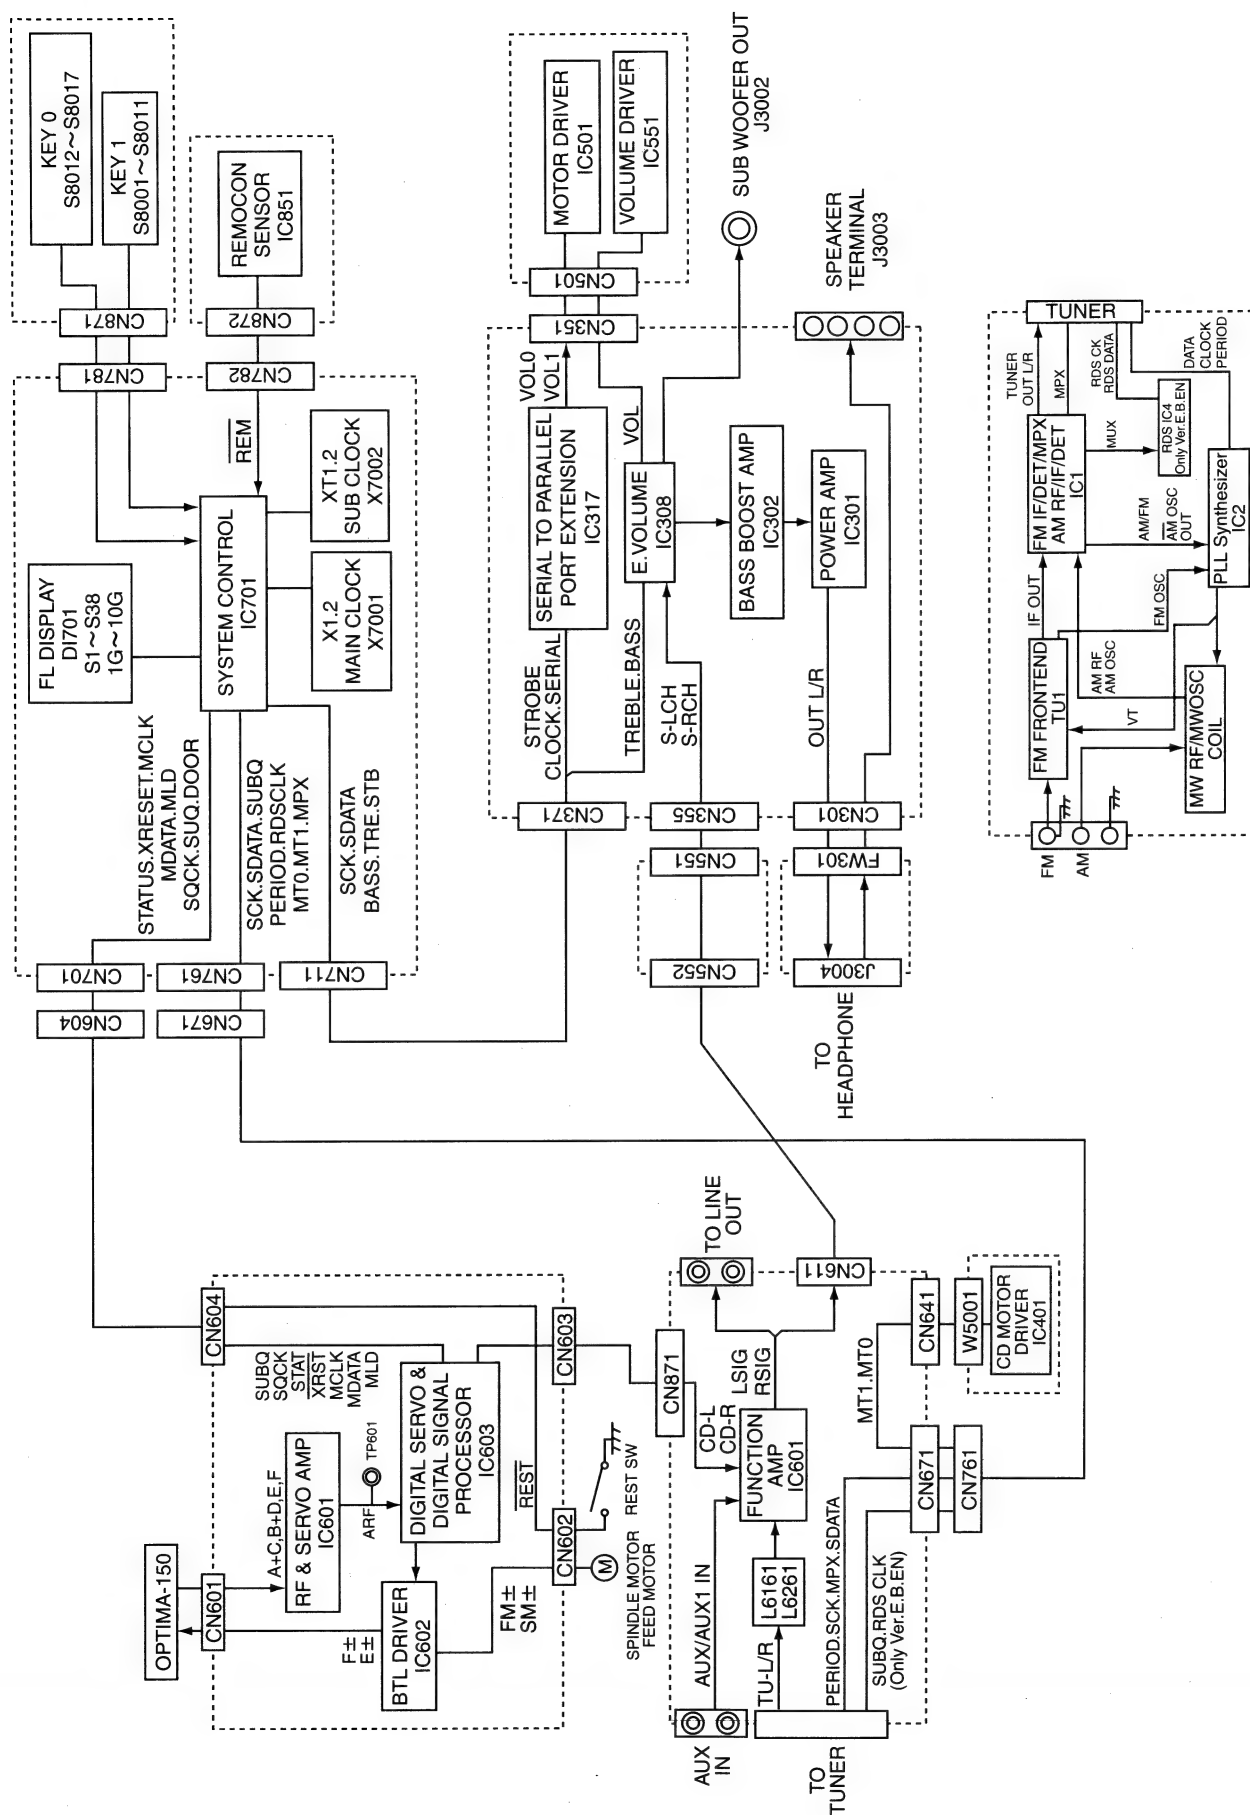 OPTIMA-150
CN601
A+C,B+D,E,F
RF & SERVO AMP
IC601
ARF
TP601
F±
E±
BTL DRIVER
IC602
DIGITAL SERVO &
DIGITAL SIGNAL
PROCESSOR
IC603
SUBQ
SQCK
STAT
XRST
MCLK
MDATA
MLD
CN604
REST
FM±
SM±
CN602
CN603
M
SPINDLE MOTOR
FEED MOTOR
REST SW
AUX
IN
AUX/AUX1 IN
TO
TUNER
TU-L/R
L6161
L6261
CN871
CD-L
CD-R
FUNCTION
AMP
IC601
LSIG
RSIG
TO LINE
OUT
CN611
PERIOD.SCK.MPX.SDATA
SUBQ.RDS CLK
(Only Ver.E.B.EN)
MT1.MT0
CN671
CN761
CN641
W5001
CD MOTOR
DRIVER
IC401
CN604
CN701
CN671
CN761
CN711
STATUS.XRESET.MCLK
MDATA.MLD
SQCK.SUQ.DOOR
SCK.SDATA.SUBQ
PERIOD.RDSCLK
MT0.MT1.MPX
SCK.SDATA
BASS.TRE.STB
FL DISPLAY
DI701
S1~S38
1G~10G
SYSTEM CONTROL
IC701
X1.2
MAIN CLOCK
X7001
XT1.2
SUB CLOCK
X7002
REM
CN781
CN782
CN871
CN872
KEY 0
S8012~S8017
KEY 1
S8001~S8011
REMOCON
SENSOR
IC851
CN371
STROBE
CLOCK.SERIAL
TREBLE.BASS
SERIAL TO PARALLEL
PORT EXTENSION
IC317
VOL0
VOL1
VOL
CN351
CN501
MOTOR DRIVER
IC501
VOLUME DRIVER
IC551
CN552
CN551
CN355
S-LCH
S-RCH
E.VOLUME
IC308
BASS BOOST AMP
IC302
POWER AMP
IC301
SUB WOOFER OUT
J3002
TO
HEADPHONE
J3004
FW301
CN301
OUT L/R
SPEAKER
TERMINAL
J3003
FM
AM
FM FRONTEND
TU1
VT
MW RF/MWOSC
COIL
IF OUT
AM RF
AM OSC
FM OSC
FM IF/DET/MPX
AM RF/IF/DET
IC1
AM/FM
AM OSC
OUT
PLL Synthesizer
IC2
MUX
RDS IC4
Only Ver.E.B.EN
TUNER
OUT L/R
MPX
RDS CK
RDS DATA
DATA
CLOCK
PERIOD
TUNER